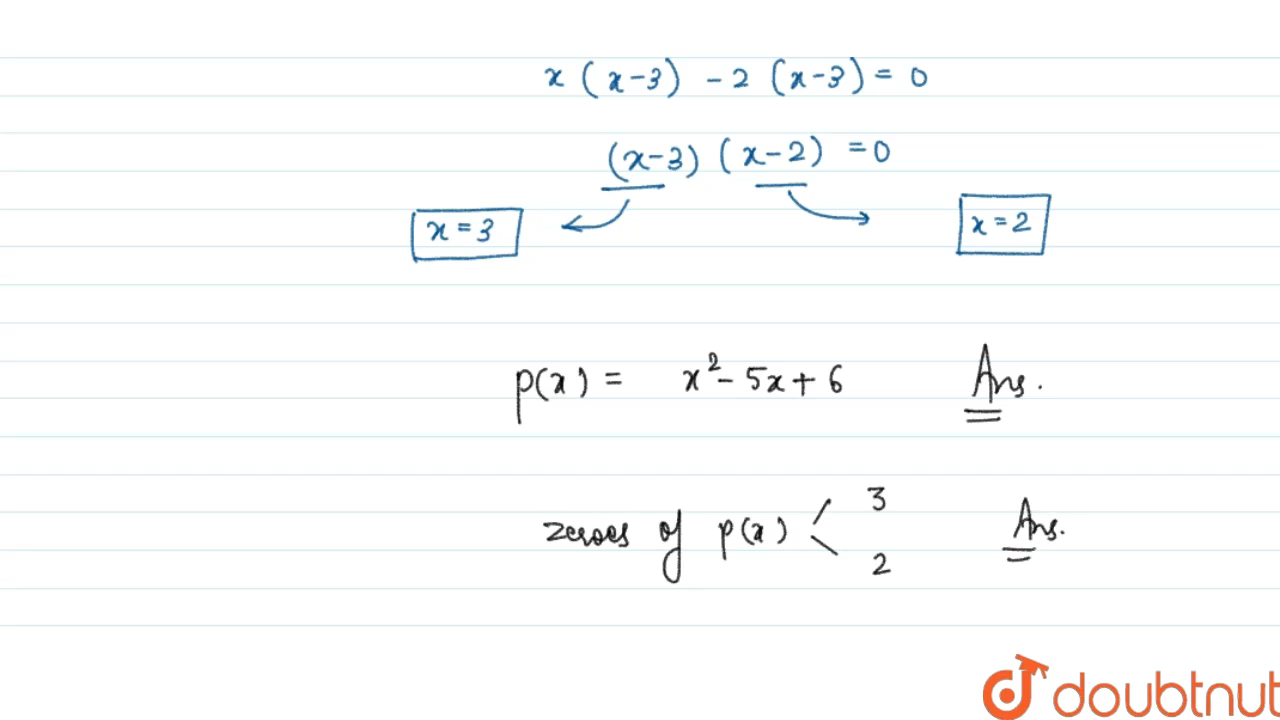 x (x-3) - 2 (x-3) = 0
(x-3) (x-2) = 0
x = 3
x = 2
p(x) = x² - 5x + 6 Ans.
zeroes of p(x) < 3
2
Ans.
doubtnut